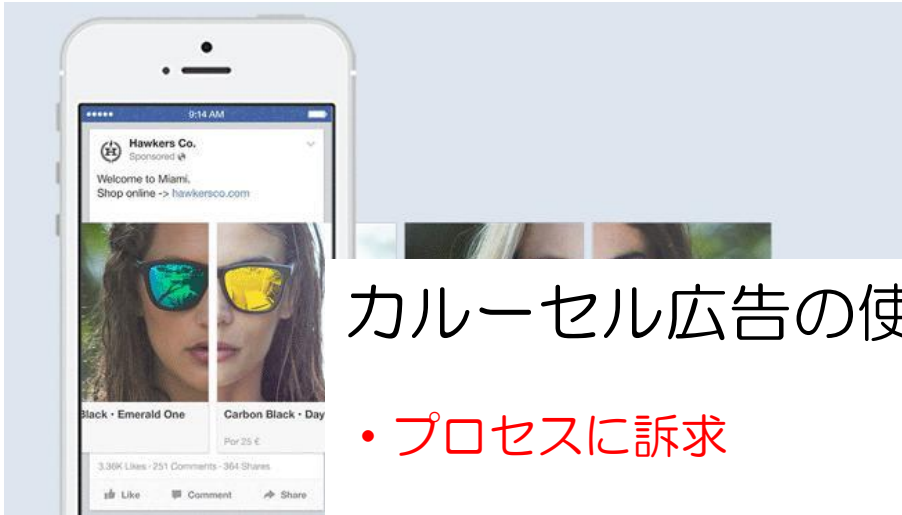 9:14 AM
Hawkers Co.
Sponsored
Welcome to Miami.
Shop online -> hawkersco.com
Black • Emerald One
Carbon Black • Day
Por 25 €
3.36K Likes · 251 Comments · 364 Shares
Like Comment Share
カルーセル広告の使
• プロセスに訴求